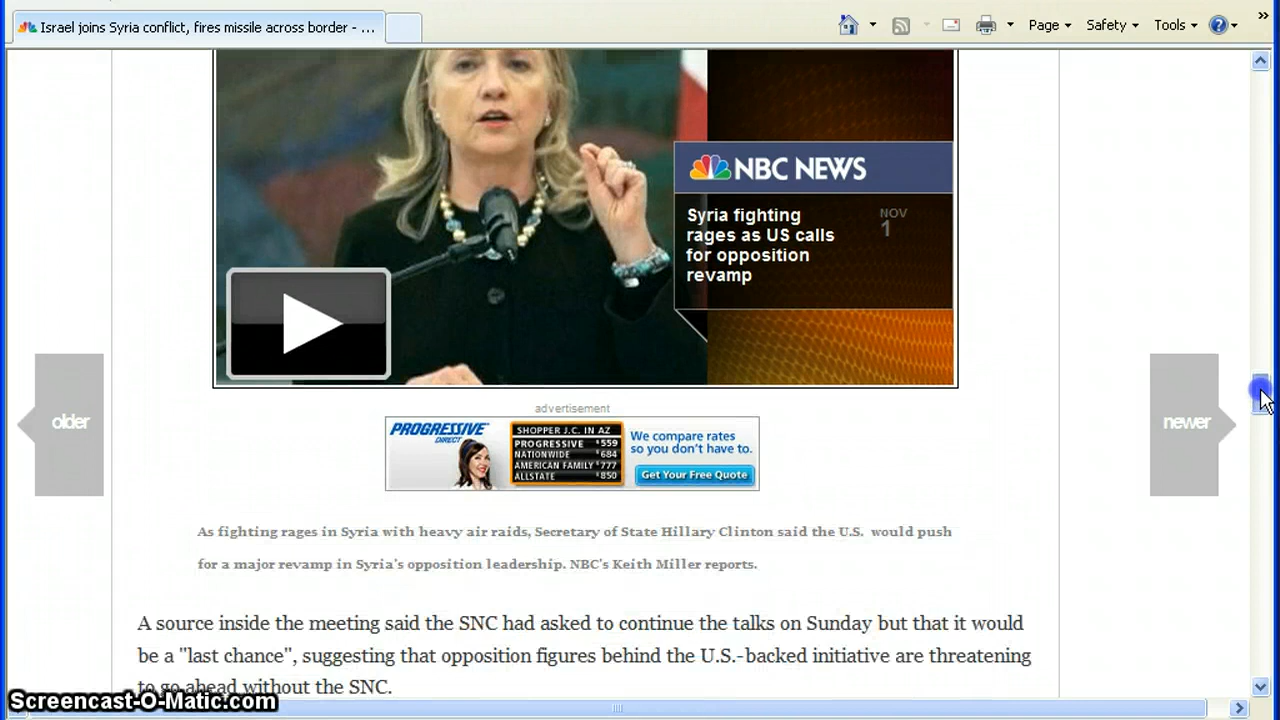 Israel joins Syria conflict, fires missile across border - ...
Page
Safety
Tools
»
NBC NEWS
Syria fighting
rages as US calls
for opposition
revamp
NOV
1
older
newer
advertisement
PROGRESSIVE
DIRECT
SHOPPER J.C. IN AZ
PROGRESSIVE $559
NATIONWIDE $684
AMERICAN FAMILY $777
ALLSTATE $850
We compare rates
so you don't have to.
Get Your Free Quote
As fighting rages in Syria with heavy air raids, Secretary of State Hillary Clinton said the U.S. would push
for a major revamp in Syria's opposition leadership. NBC's Keith Miller reports.
A source inside the meeting said the SNC had asked to continue the talks on Sunday but that it would
be a "last chance", suggesting that opposition figures behind the U.S.-backed initiative are threatening
to go ahead without the SNC.
Screencast-O-Matic.com